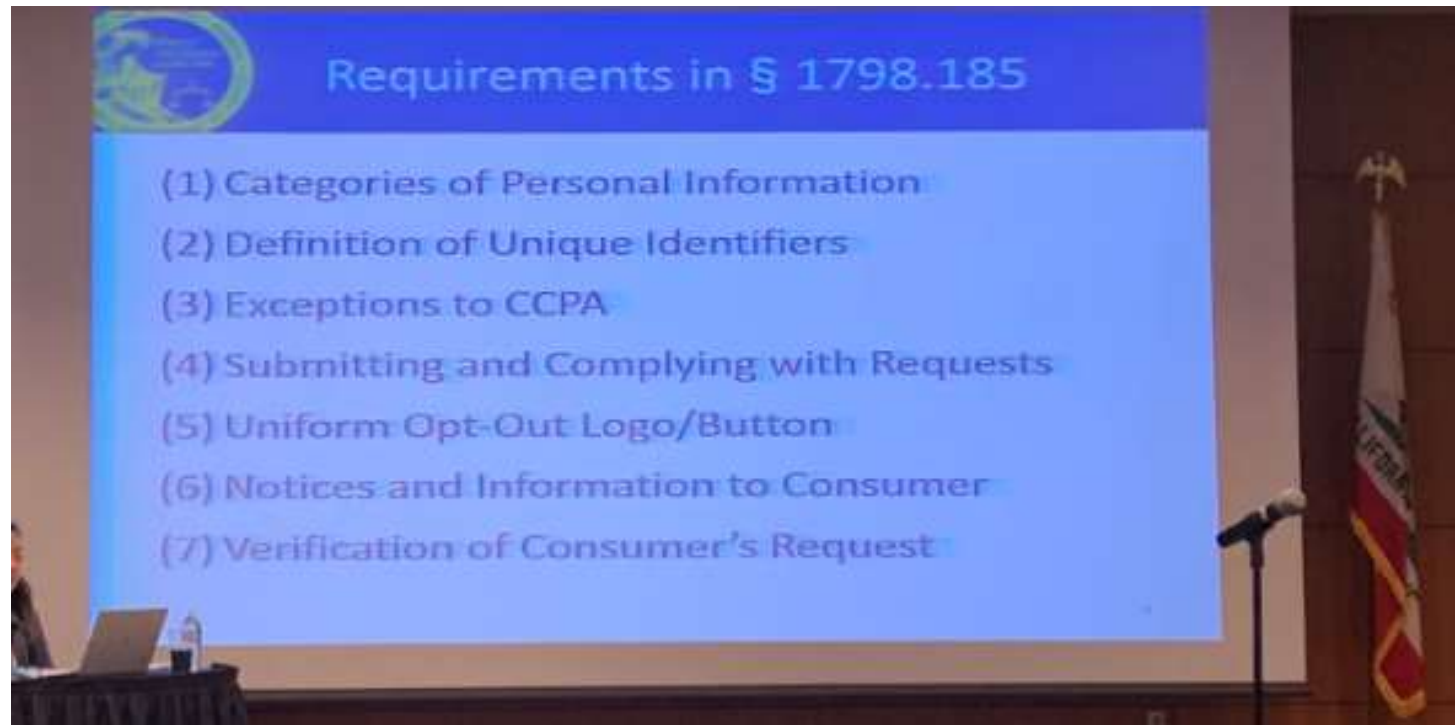 Requirements in § 1798.185
(1) Categories of Personal Information
(2) Definition of Unique Identifiers
(3) Exceptions to CCPA
(4) Submitting and Complying with Requests
(5) Uniform Opt-Out Logo/Button
(6) Notices and Information to Consumer
(7) Verification of Consumer's Request